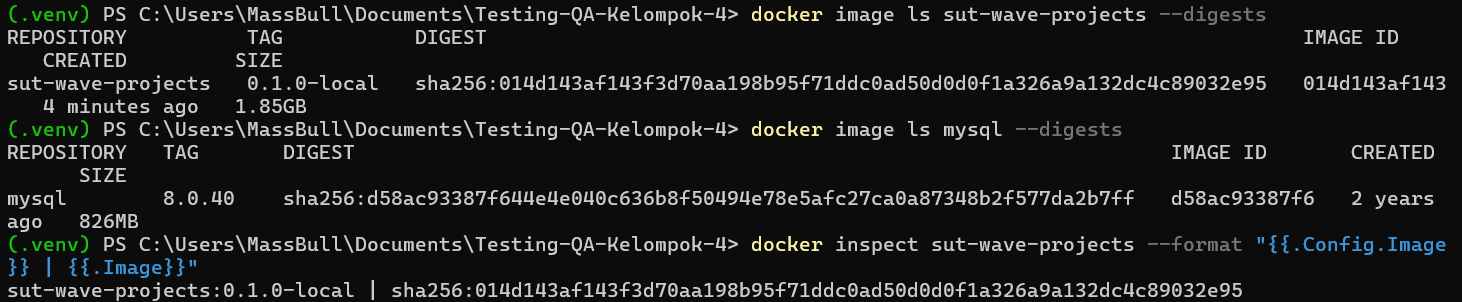 (.venv) PS C:\Users\MassBull\Documents\Testing-QA-Kelompok-4> docker image ls sut-wave-projects --digests
REPOSITORY          TAG           DIGEST                                                                    IMAGE ID
   CREATED         SIZE
sut-wave-projects   0.1.0-local   sha256:014d143af143f3d70aa198b95f71ddc0ad50d0d0f1a326a9a132dc4c89032e95   014d143af143
   4 minutes ago   1.85GB
(.venv) PS C:\Users\MassBull\Documents\Testing-QA-Kelompok-4> docker image ls mysql --digests
REPOSITORY   TAG       DIGEST                                                                    IMAGE ID       CREATED
      SIZE
mysql        8.0.40    sha256:d58ac93387f644e4e040c636b8f50494e78e5afc27ca0a87348b2f577da2b7ff   d58ac93387f6   2 years
ago   826MB
(.venv) PS C:\Users\MassBull\Documents\Testing-QA-Kelompok-4> docker inspect sut-wave-projects --format "{{.Config.Image
}} | {{.Image}}"
sut-wave-projects:0.1.0-local | sha256:014d143af143f3d70aa198b95f71ddc0ad50d0d0f1a326a9a132dc4c89032e95